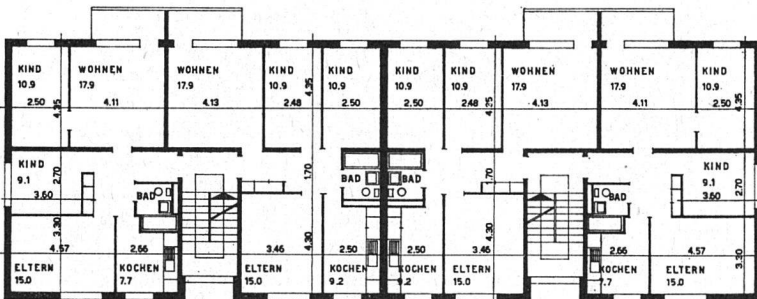 KIND
10.9
2.50
4.35
WOHNEN
17.9
4.11
WOHNEN
17.9
4.13
KIND
10.9
2.48
4.35
KIND
10.9
2.50
KIND
10.9
2.50
KIND
10.9
2.48
4.25
WOHNEN
17.9
4.13
WOHNEN
17.9
4.11
KIND
10.9
2.50
4.35
KIND
9.1
3.60
2.70
BAD
1.70
BAD
BAD
1.70
BAD
KIND
9.1
3.60
2.70
3.30
4.57
ELTERN
15.0
2.66
KOCHEN
7.7
3.46
ELTERN
15.0
4.30
2.50
KOCHEN
9.2
2.50
KOCHEN
9.2
4.30
3.46
ELTERN
15.0
2.66
KOCHEN
7.7
4.57
ELTERN
15.0
3.30